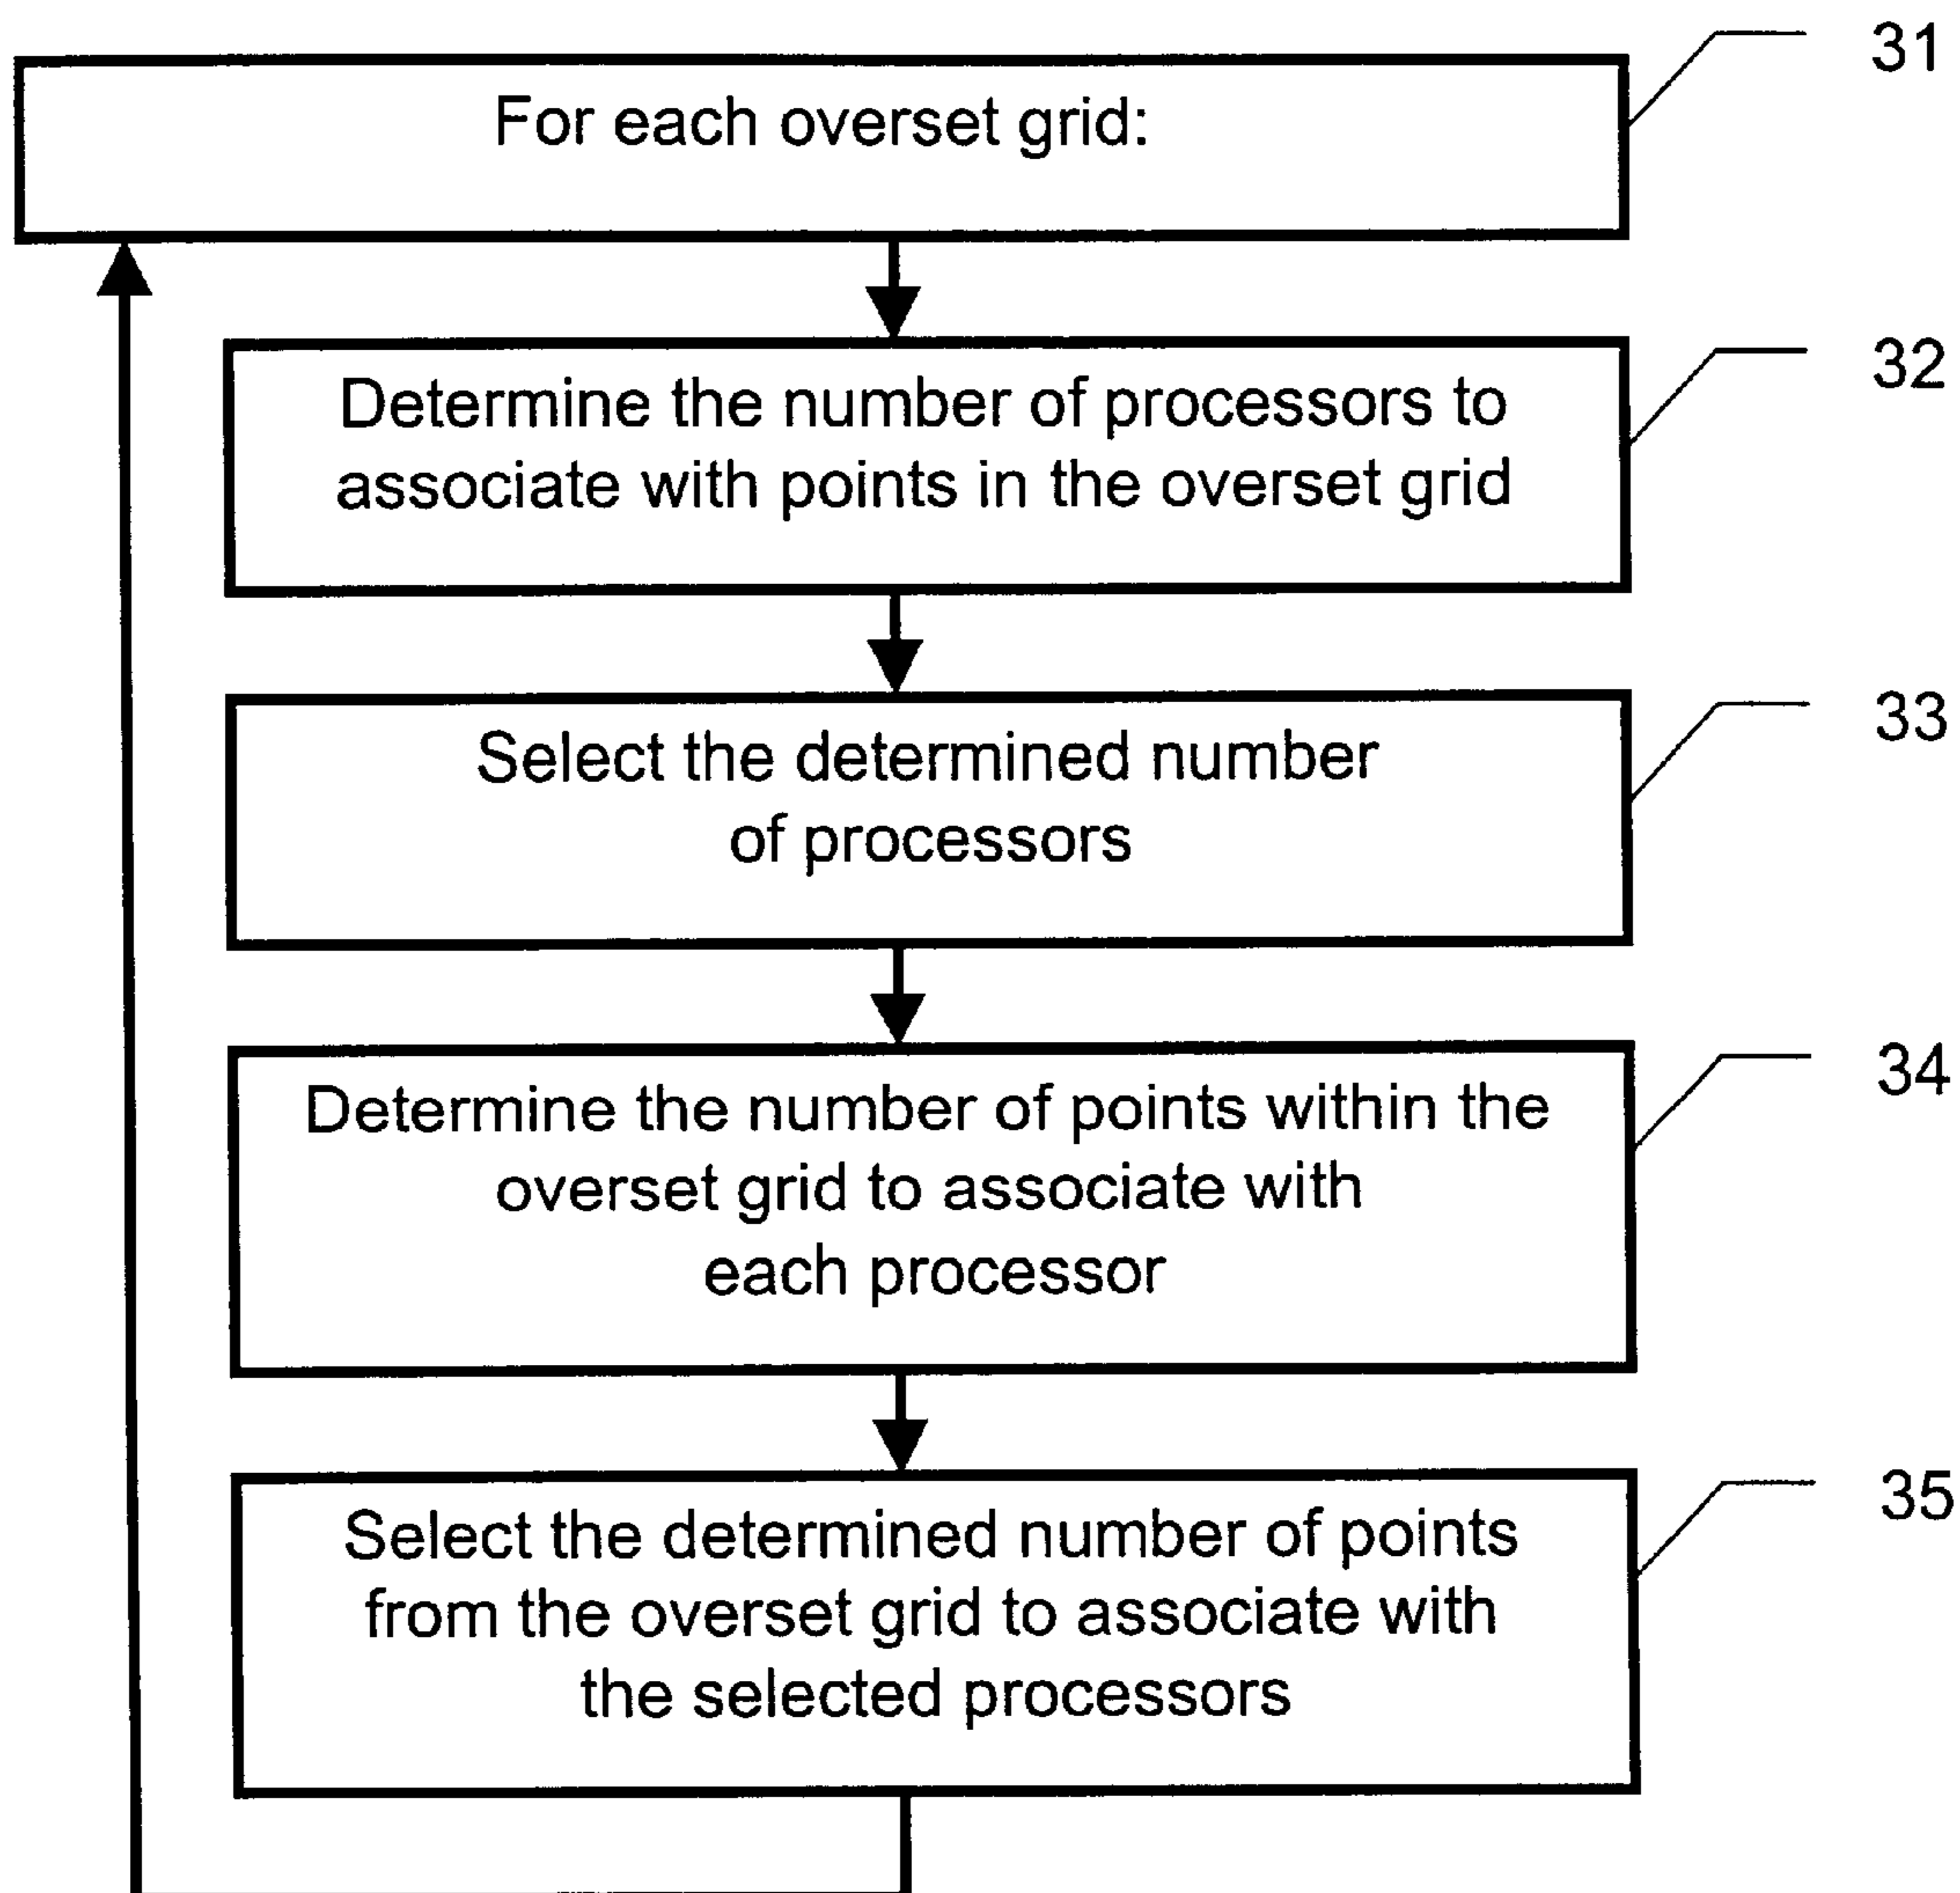 31
For each overset grid:
32
Determine the number of processors to
associate with points in the overset grid
33
Select the determined number
of processors
34
Determine the number of points within the
overset grid to associate with
each processor
35
Select the determined number of points
from the overset grid to associate with
the selected processors